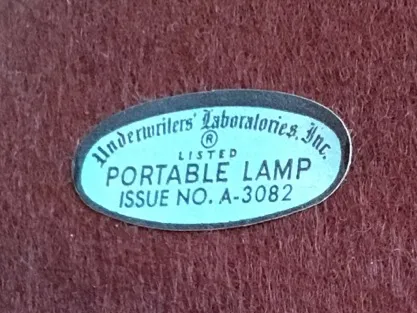 Underwriters' Laboratories, Inc.
®
LISTED
PORTABLE LAMP
ISSUE NO. A-3082